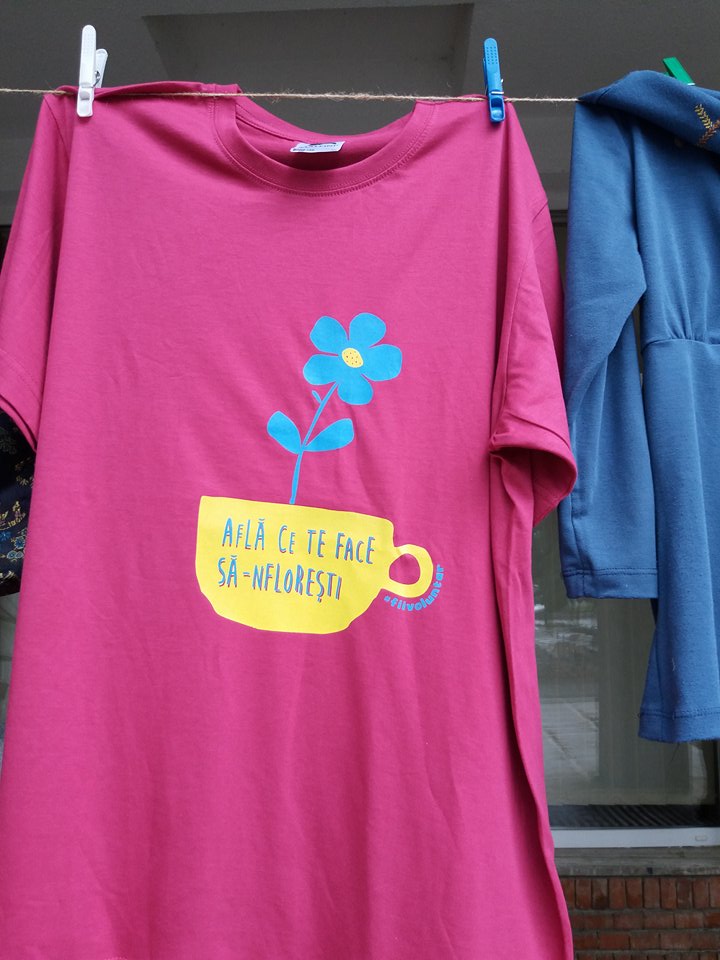 AFLĂ CE TE FACE
SĂ-NFLOREȘTI
#fiivoluntar